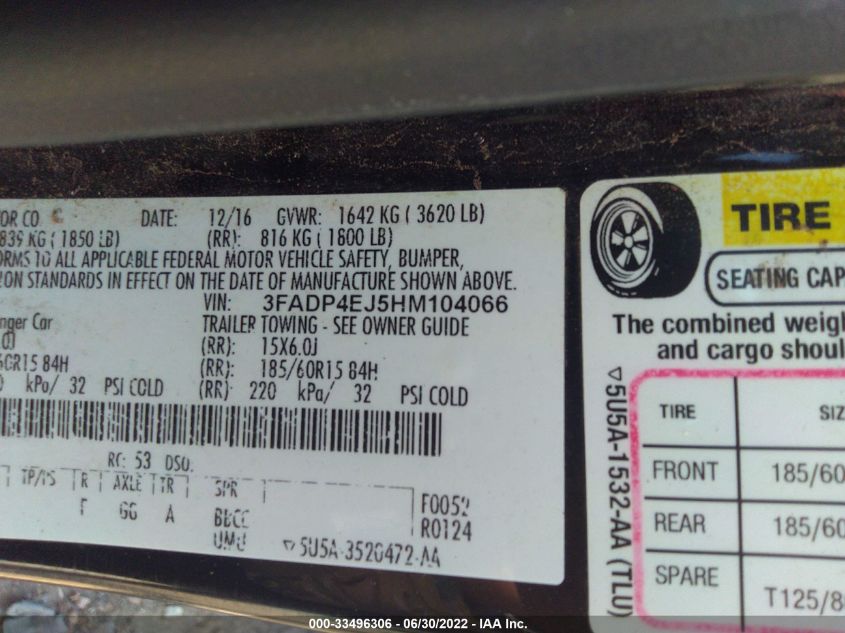 OR CO DATE: 12/16 GVWR: 1642 KG ( 3620 LB)
839 KG ( 1850 LB) (RR): 816 KG ( 1800 LB)
ORMS TO ALL APPLICABLE FEDERAL MOTOR VEHICLE SAFETY, BUMPER,
ION STANDARDS IN EFFECT ON THE DATE OF MANUFACTURE SHOWN ABOVE.
VIN: 3FADP4EJ5HM104066
nger Car TRAILER TOWING - SEE OWNER GUIDE
(RR): 15X6.0J
60R15 84H (RR): 185/60R15 84H
0 kPa/ 32 PSI COLD (RR): 220 kPa/ 32 PSI COLD
RC: 53 DSO:
TP/PS R AXLE TR SPR
F GG A BBCC
UMU
F0052
R0124
5U5A-3520472-AA
TIRE
SEATING CAP
The combined weigh
and cargo shoul
5U5A-1532-AA (TLU)
TIRE SIZ
FRONT 185/60
REAR 185/60
SPARE T125/8
000-33496306 - 06/30/2022 - IAA Inc.